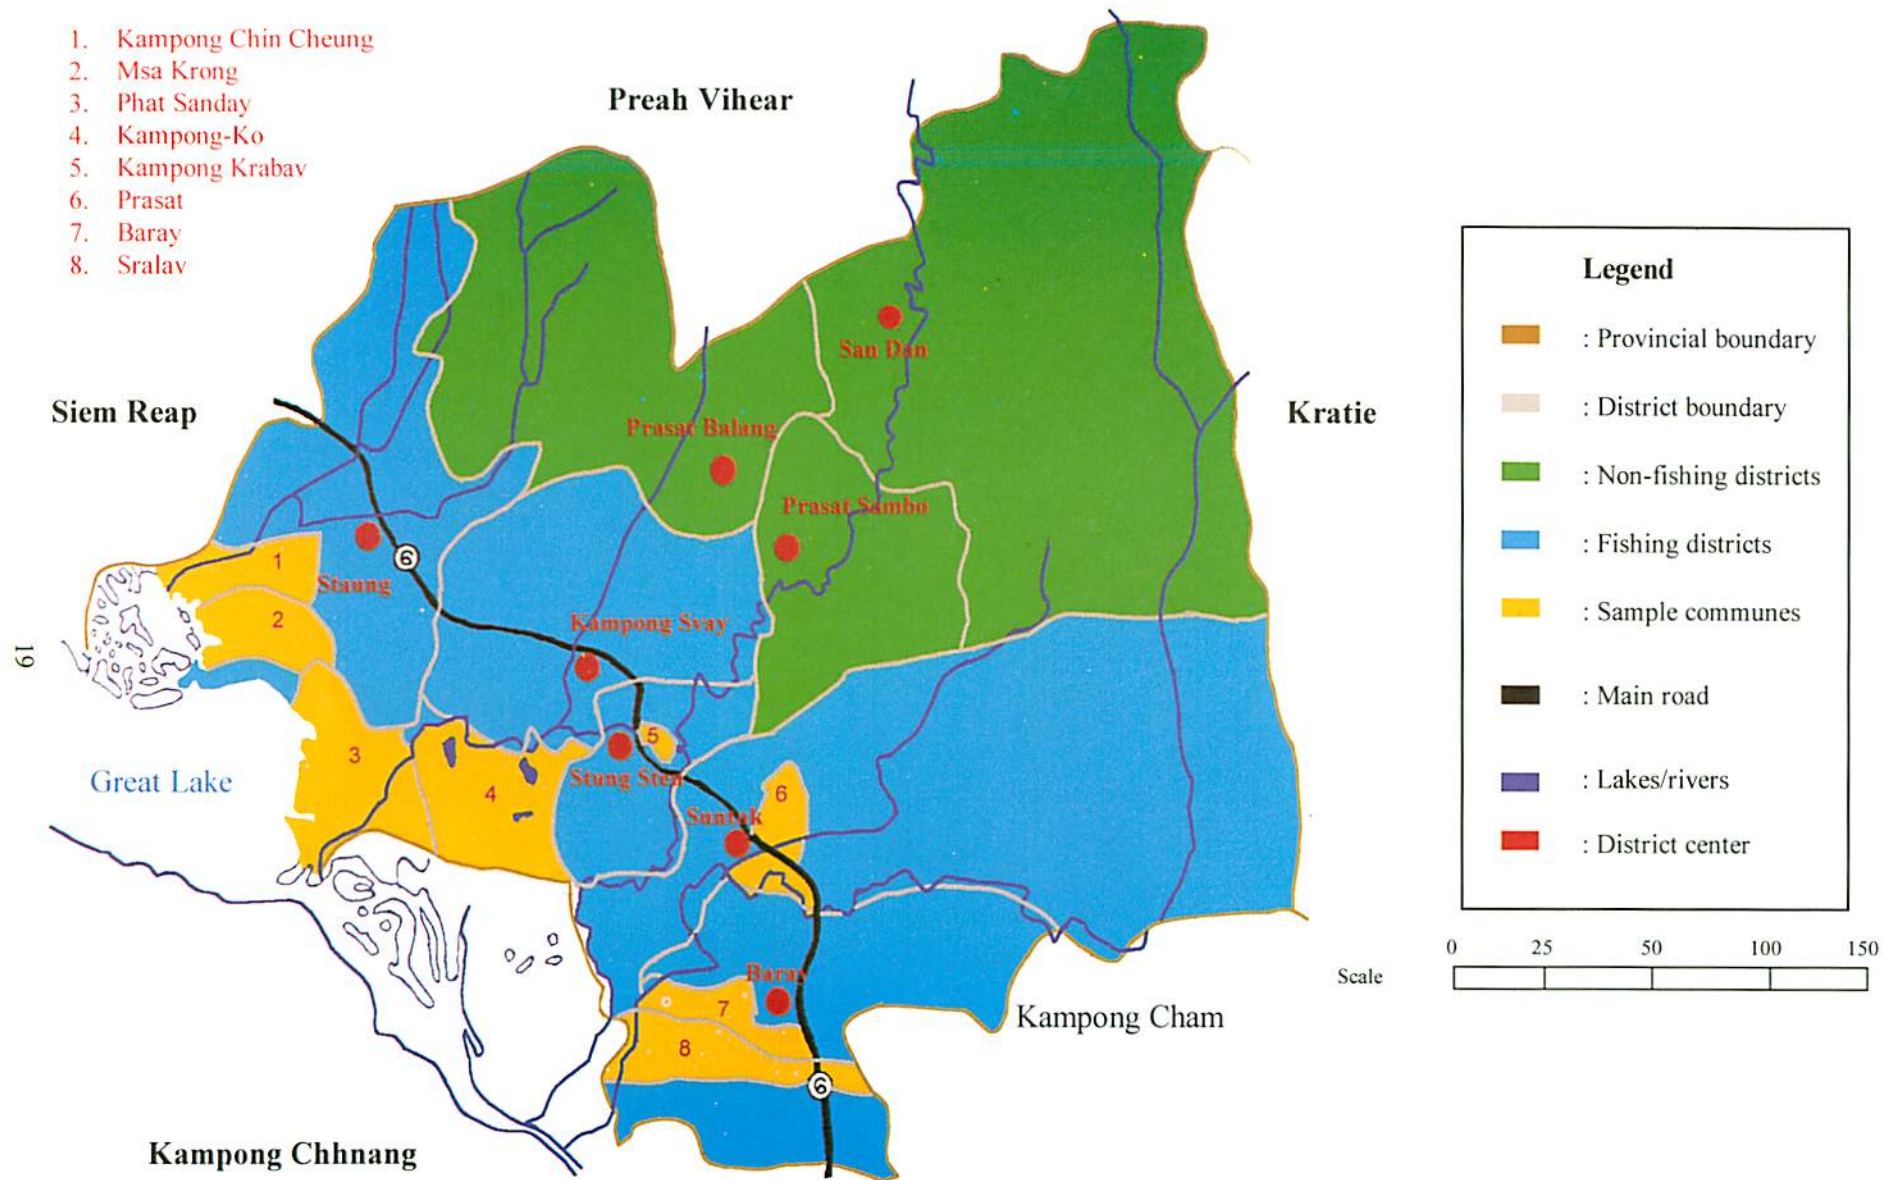 1. Kampong Chin Cheung
2. Msa Krong
3. Phat Sanday
4. Kampong-Ko
5. Kampong Krabav
6. Prasat
7. Baray
8. Sralav
Preah Vihear
Siem Reap
Kratie
San Dan
Prasat Balang
Prasat Sambo
1
6
Staung
2
Kampong Svay
19
3
5
Great Lake
Stung Sten
4
6
Suntuk
Baray
7
Kampong Cham
8
6
Kampong Chhnang
Legend
: Provincial boundary
: District boundary
: Non-fishing districts
: Fishing districts
: Sample communes
: Main road
: Lakes/rivers
: District center
0 25 50 100 150
Scale